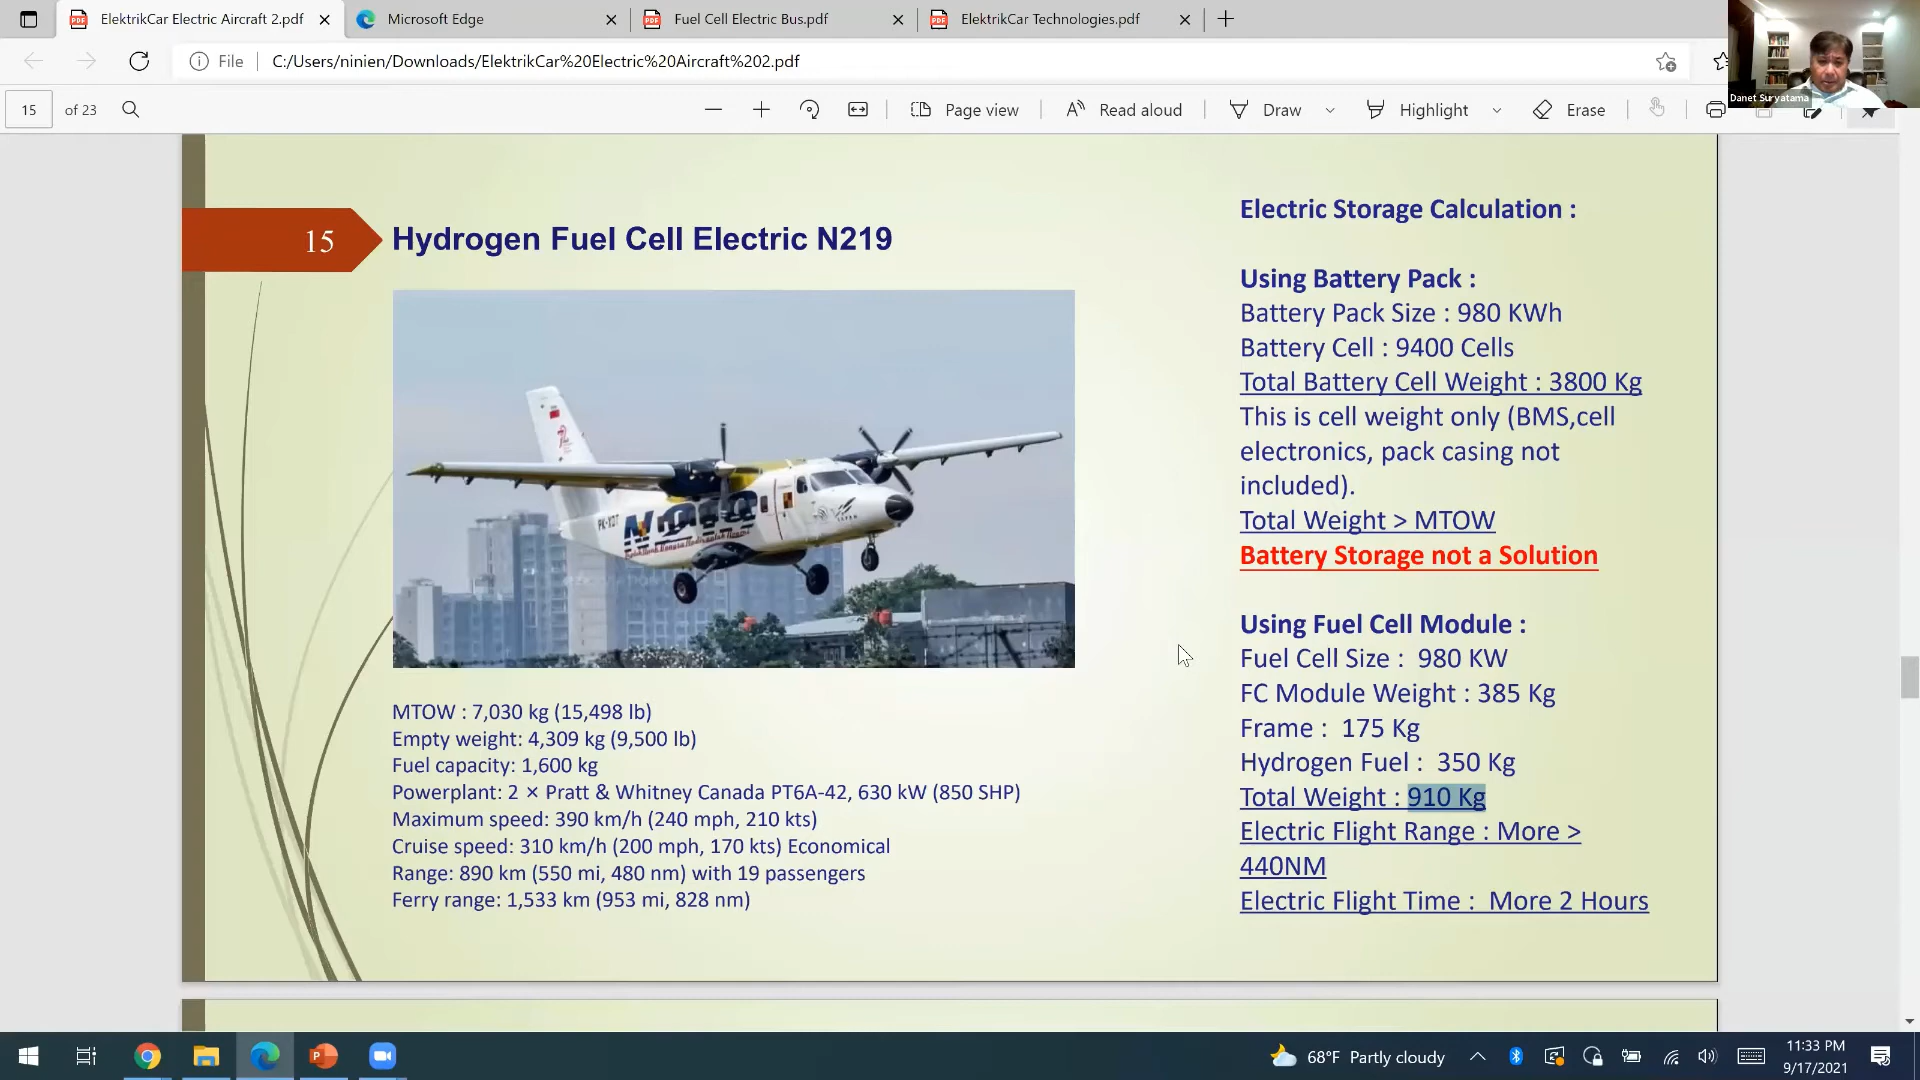 ElektrikCar Electric Aircraft 2.pdf
Microsoft Edge
Fuel Cell Electric Bus.pdf
ElektrikCar Technologies.pdf
File
C:/Users/ninien/Downloads/ElektrikCar%20Electric%20Aircraft%202.pdf
Danet Suryatama
15 of 23
Page view
Read aloud
Draw
Highlight
Erase
15
Hydrogen Fuel Cell Electric N219
PK-XDT
N219
MTOW : 7,030 kg (15,498 lb)
Empty weight: 4,309 kg (9,500 lb)
Fuel capacity: 1,600 kg
Powerplant: 2 × Pratt & Whitney Canada PT6A-42, 630 kW (850 SHP)
Maximum speed: 390 km/h (240 mph, 210 kts)
Cruise speed: 310 km/h (200 mph, 170 kts) Economical
Range: 890 km (550 mi, 480 nm) with 19 passengers
Ferry range: 1,533 km (953 mi, 828 nm)
Electric Storage Calculation :
Using Battery Pack :
Battery Pack Size : 980 KWh
Battery Cell : 9400 Cells
Total Battery Cell Weight : 3800 Kg
This is cell weight only (BMS,cell
electronics, pack casing not
included).
Total Weight > MTOW
Battery Storage not a Solution
Using Fuel Cell Module :
Fuel Cell Size :  980 KW
FC Module Weight : 385 Kg
Frame :  175 Kg
Hydrogen Fuel :  350 Kg
Total Weight : 910 Kg
Electric Flight Range : More >
440NM
Electric Flight Time :  More 2 Hours
68°F Partly cloudy
11:33 PM
9/17/2021